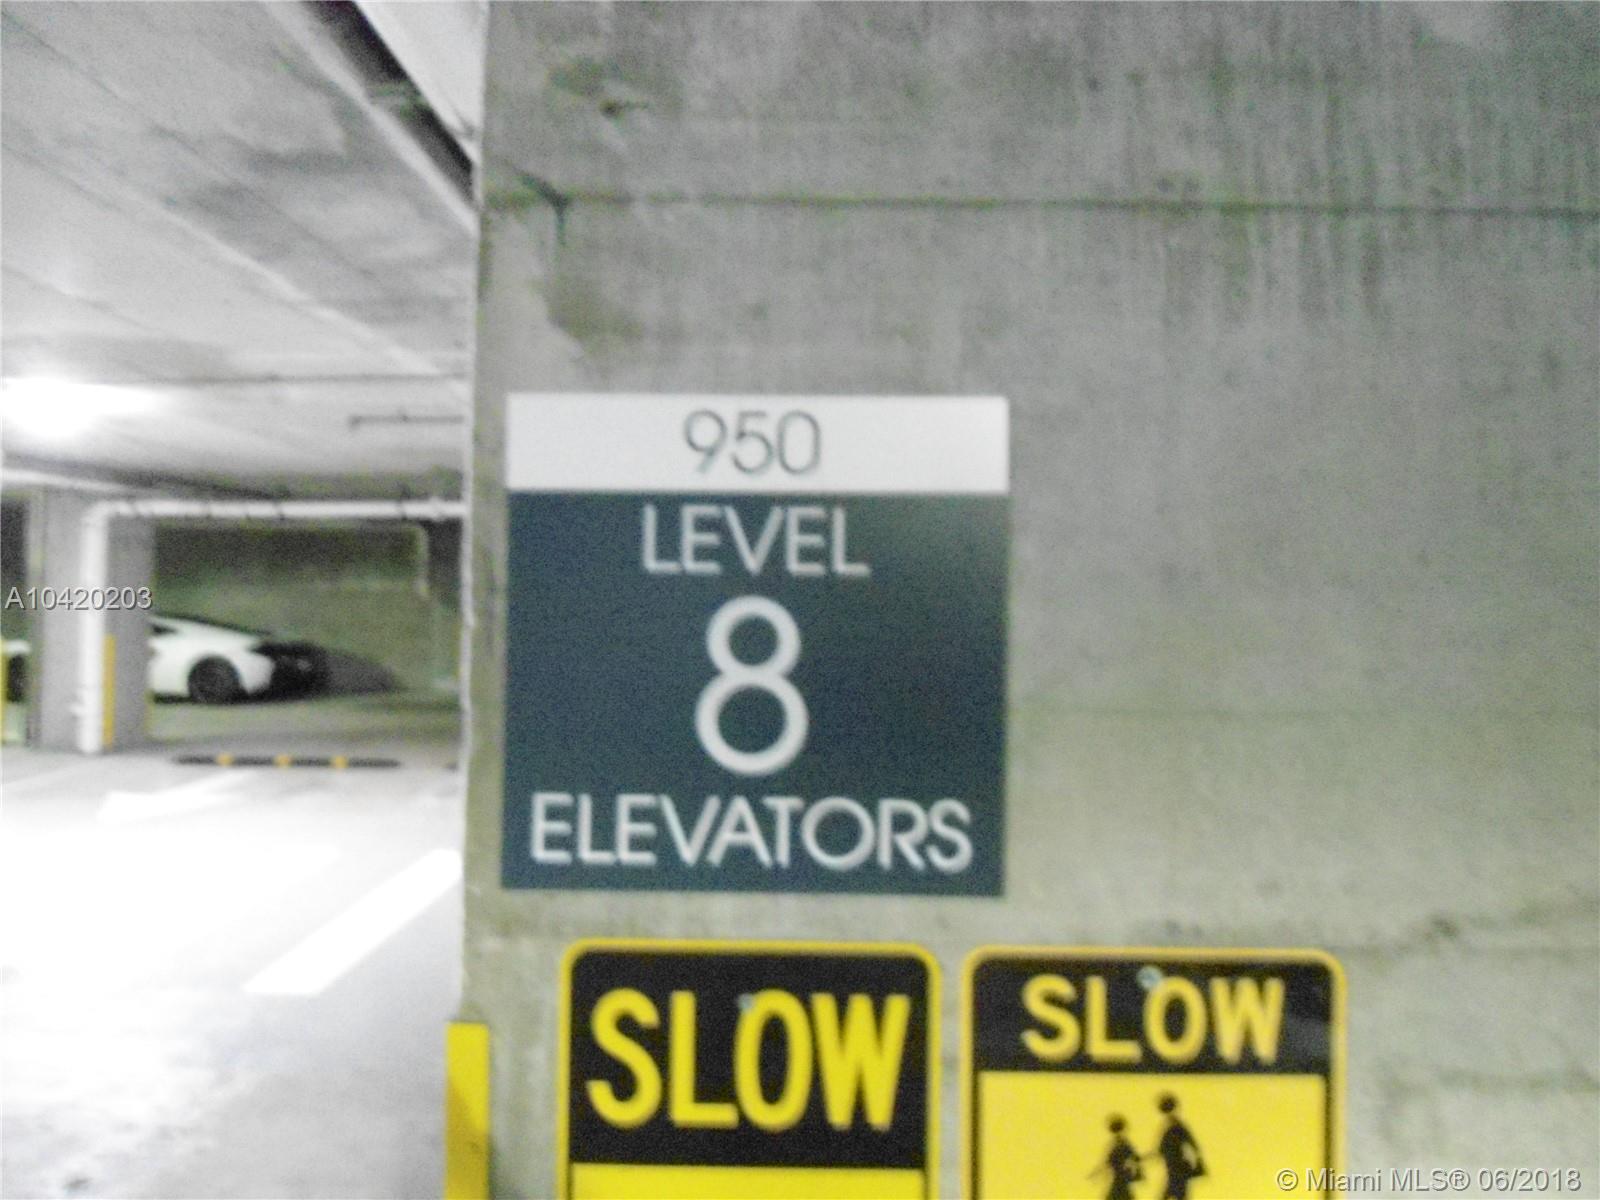 950
LEVEL
8
ELEVATORS
A10420203
SLOW
SLOW
© Miami MLS® 06/2018